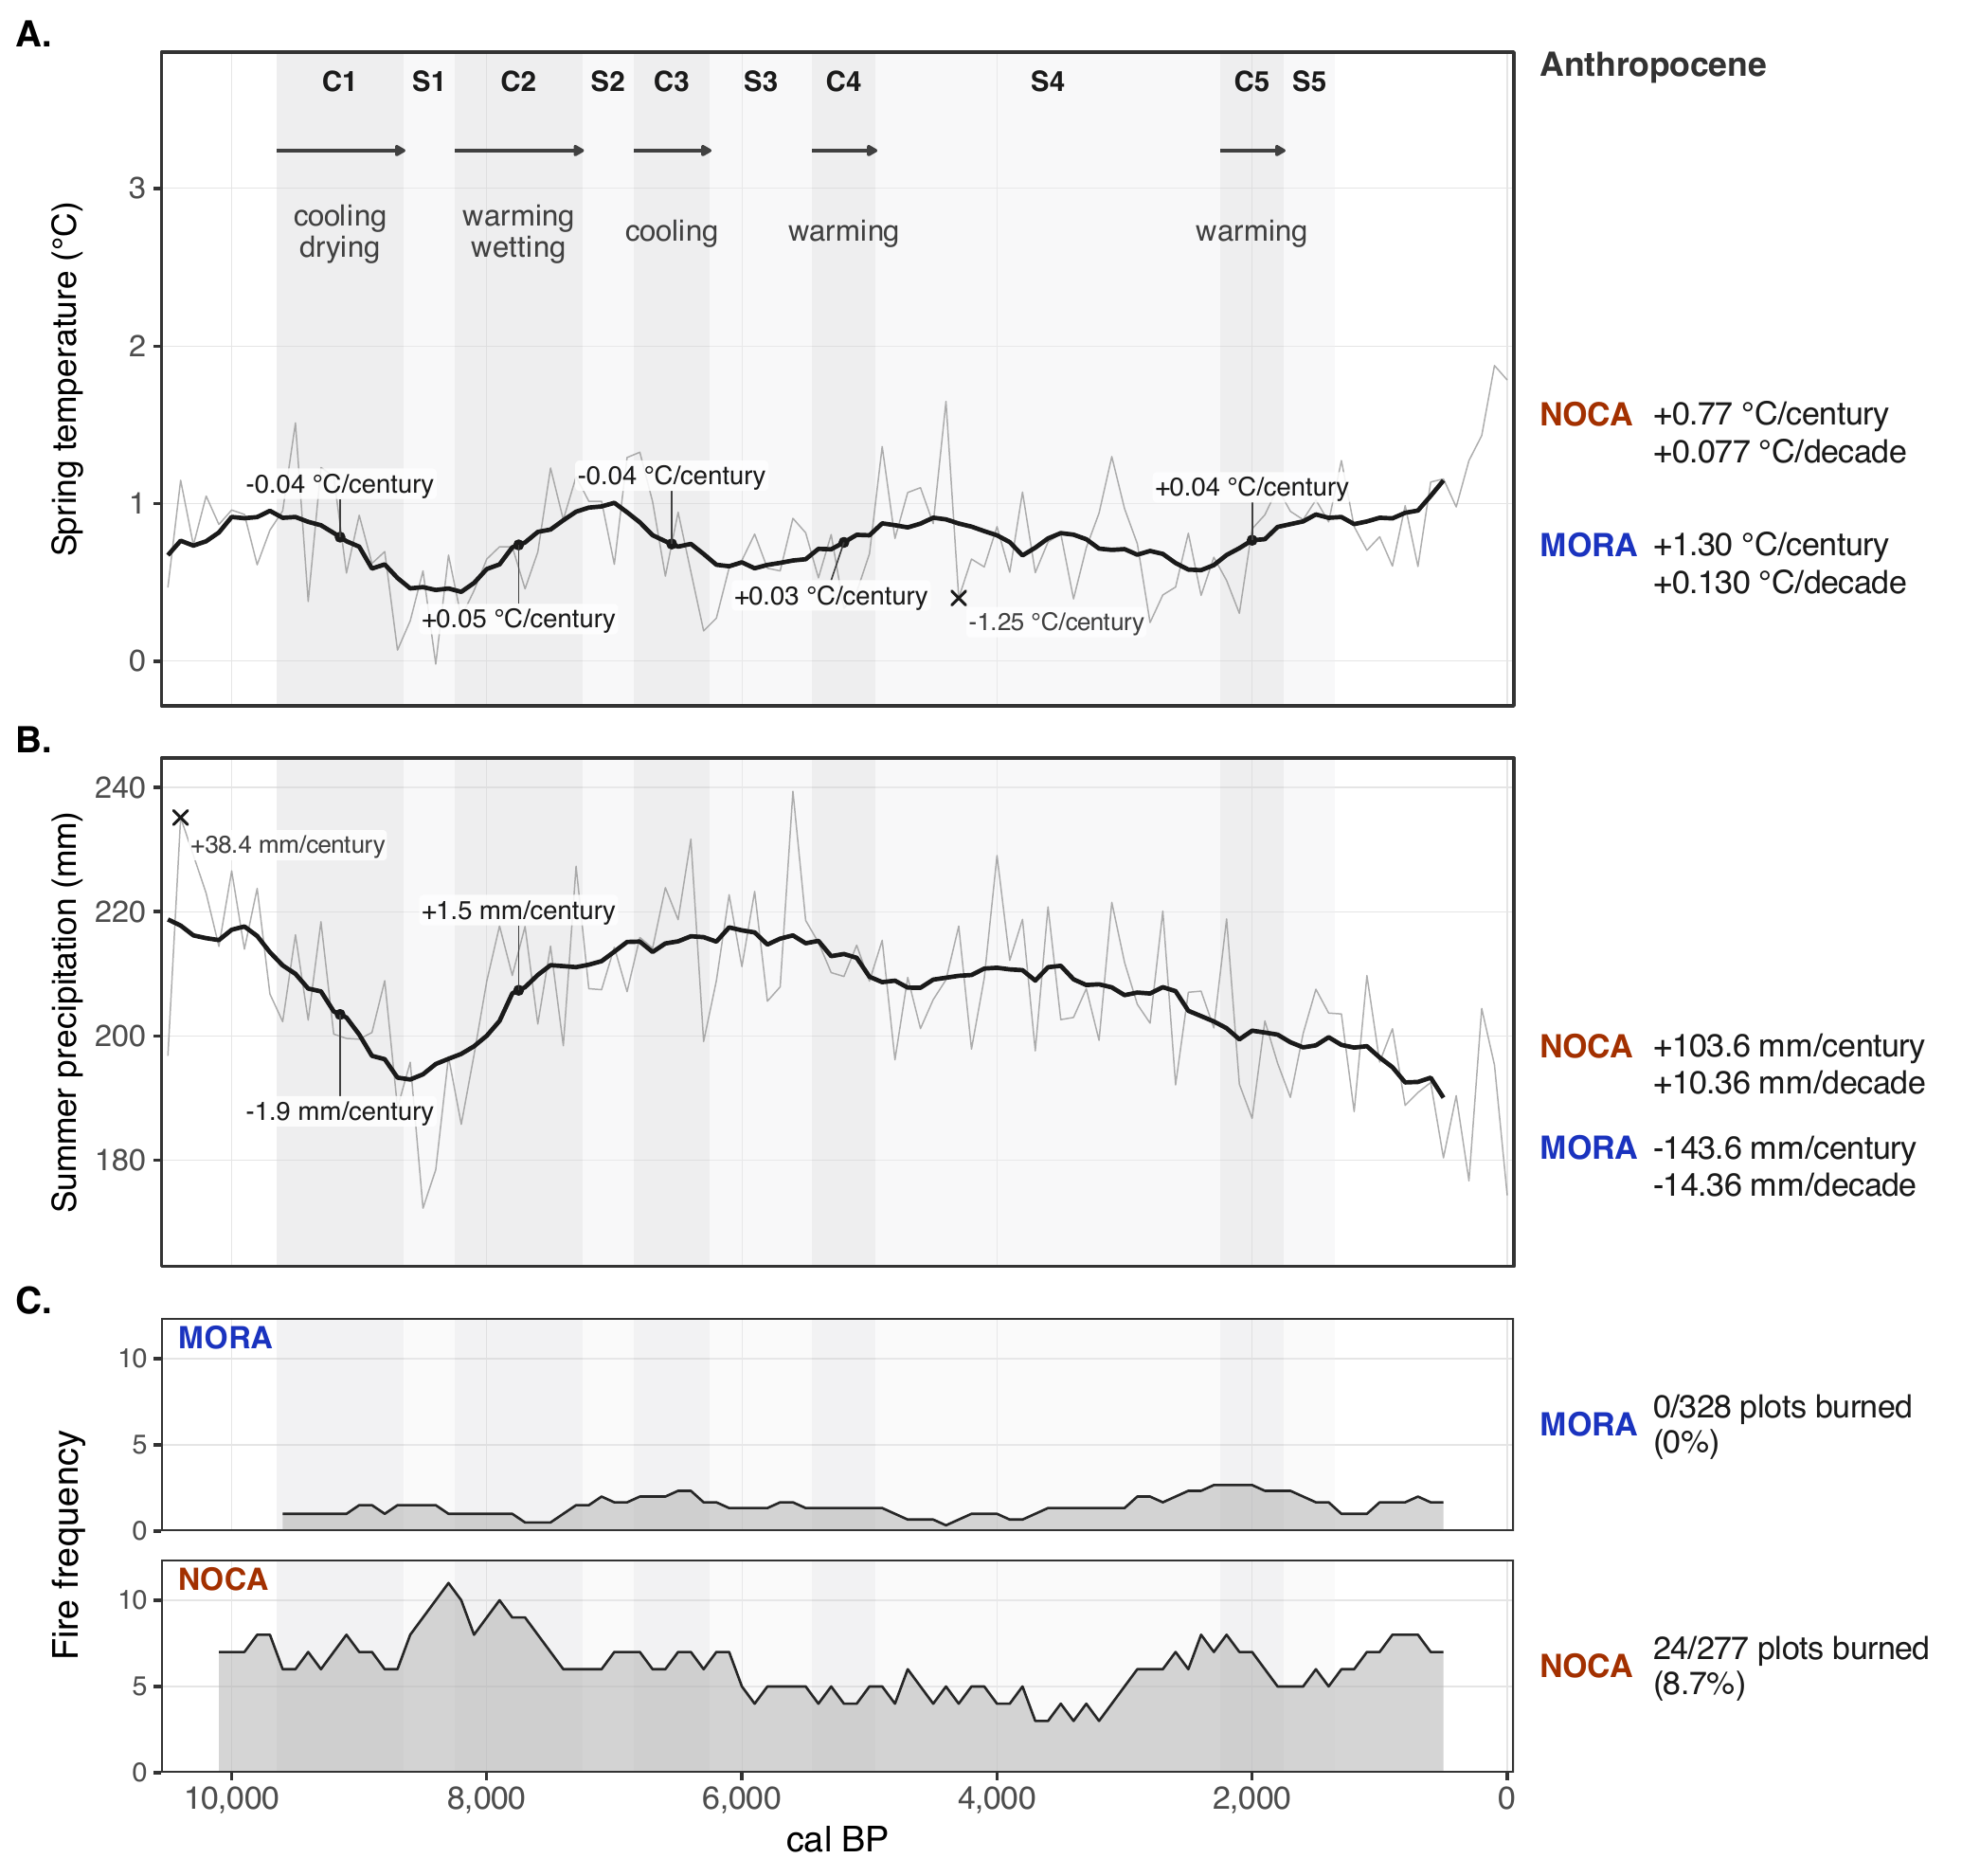 A.
C1 S1 C2 S2 C3 S3 C4 S4 C5 S5
Anthropocene
cooling
drying
warming
wetting
cooling
warming
warming
Spring temperature (°C)
3
2
1
0
-0.04 °C/century
+0.05 °C/century
-0.04 °C/century
+0.03 °C/century
-1.25 °C/century
+0.04 °C/century
NOCA +0.77 °C/century
+0.077 °C/decade
MORA +1.30 °C/century
+0.130 °C/decade
B.
Summer precipitation (mm)
240
220
200
180
+38.4 mm/century
-1.9 mm/century
+1.5 mm/century
NOCA +103.6 mm/century
+10.36 mm/decade
MORA -143.6 mm/century
-14.36 mm/decade
C.
Fire frequency
MORA
10
5
0
MORA 0/328 plots burned
(0%)
NOCA
10
5
0
NOCA 24/277 plots burned
(8.7%)
10,000 8,000 6,000 4,000 2,000 0
cal BP